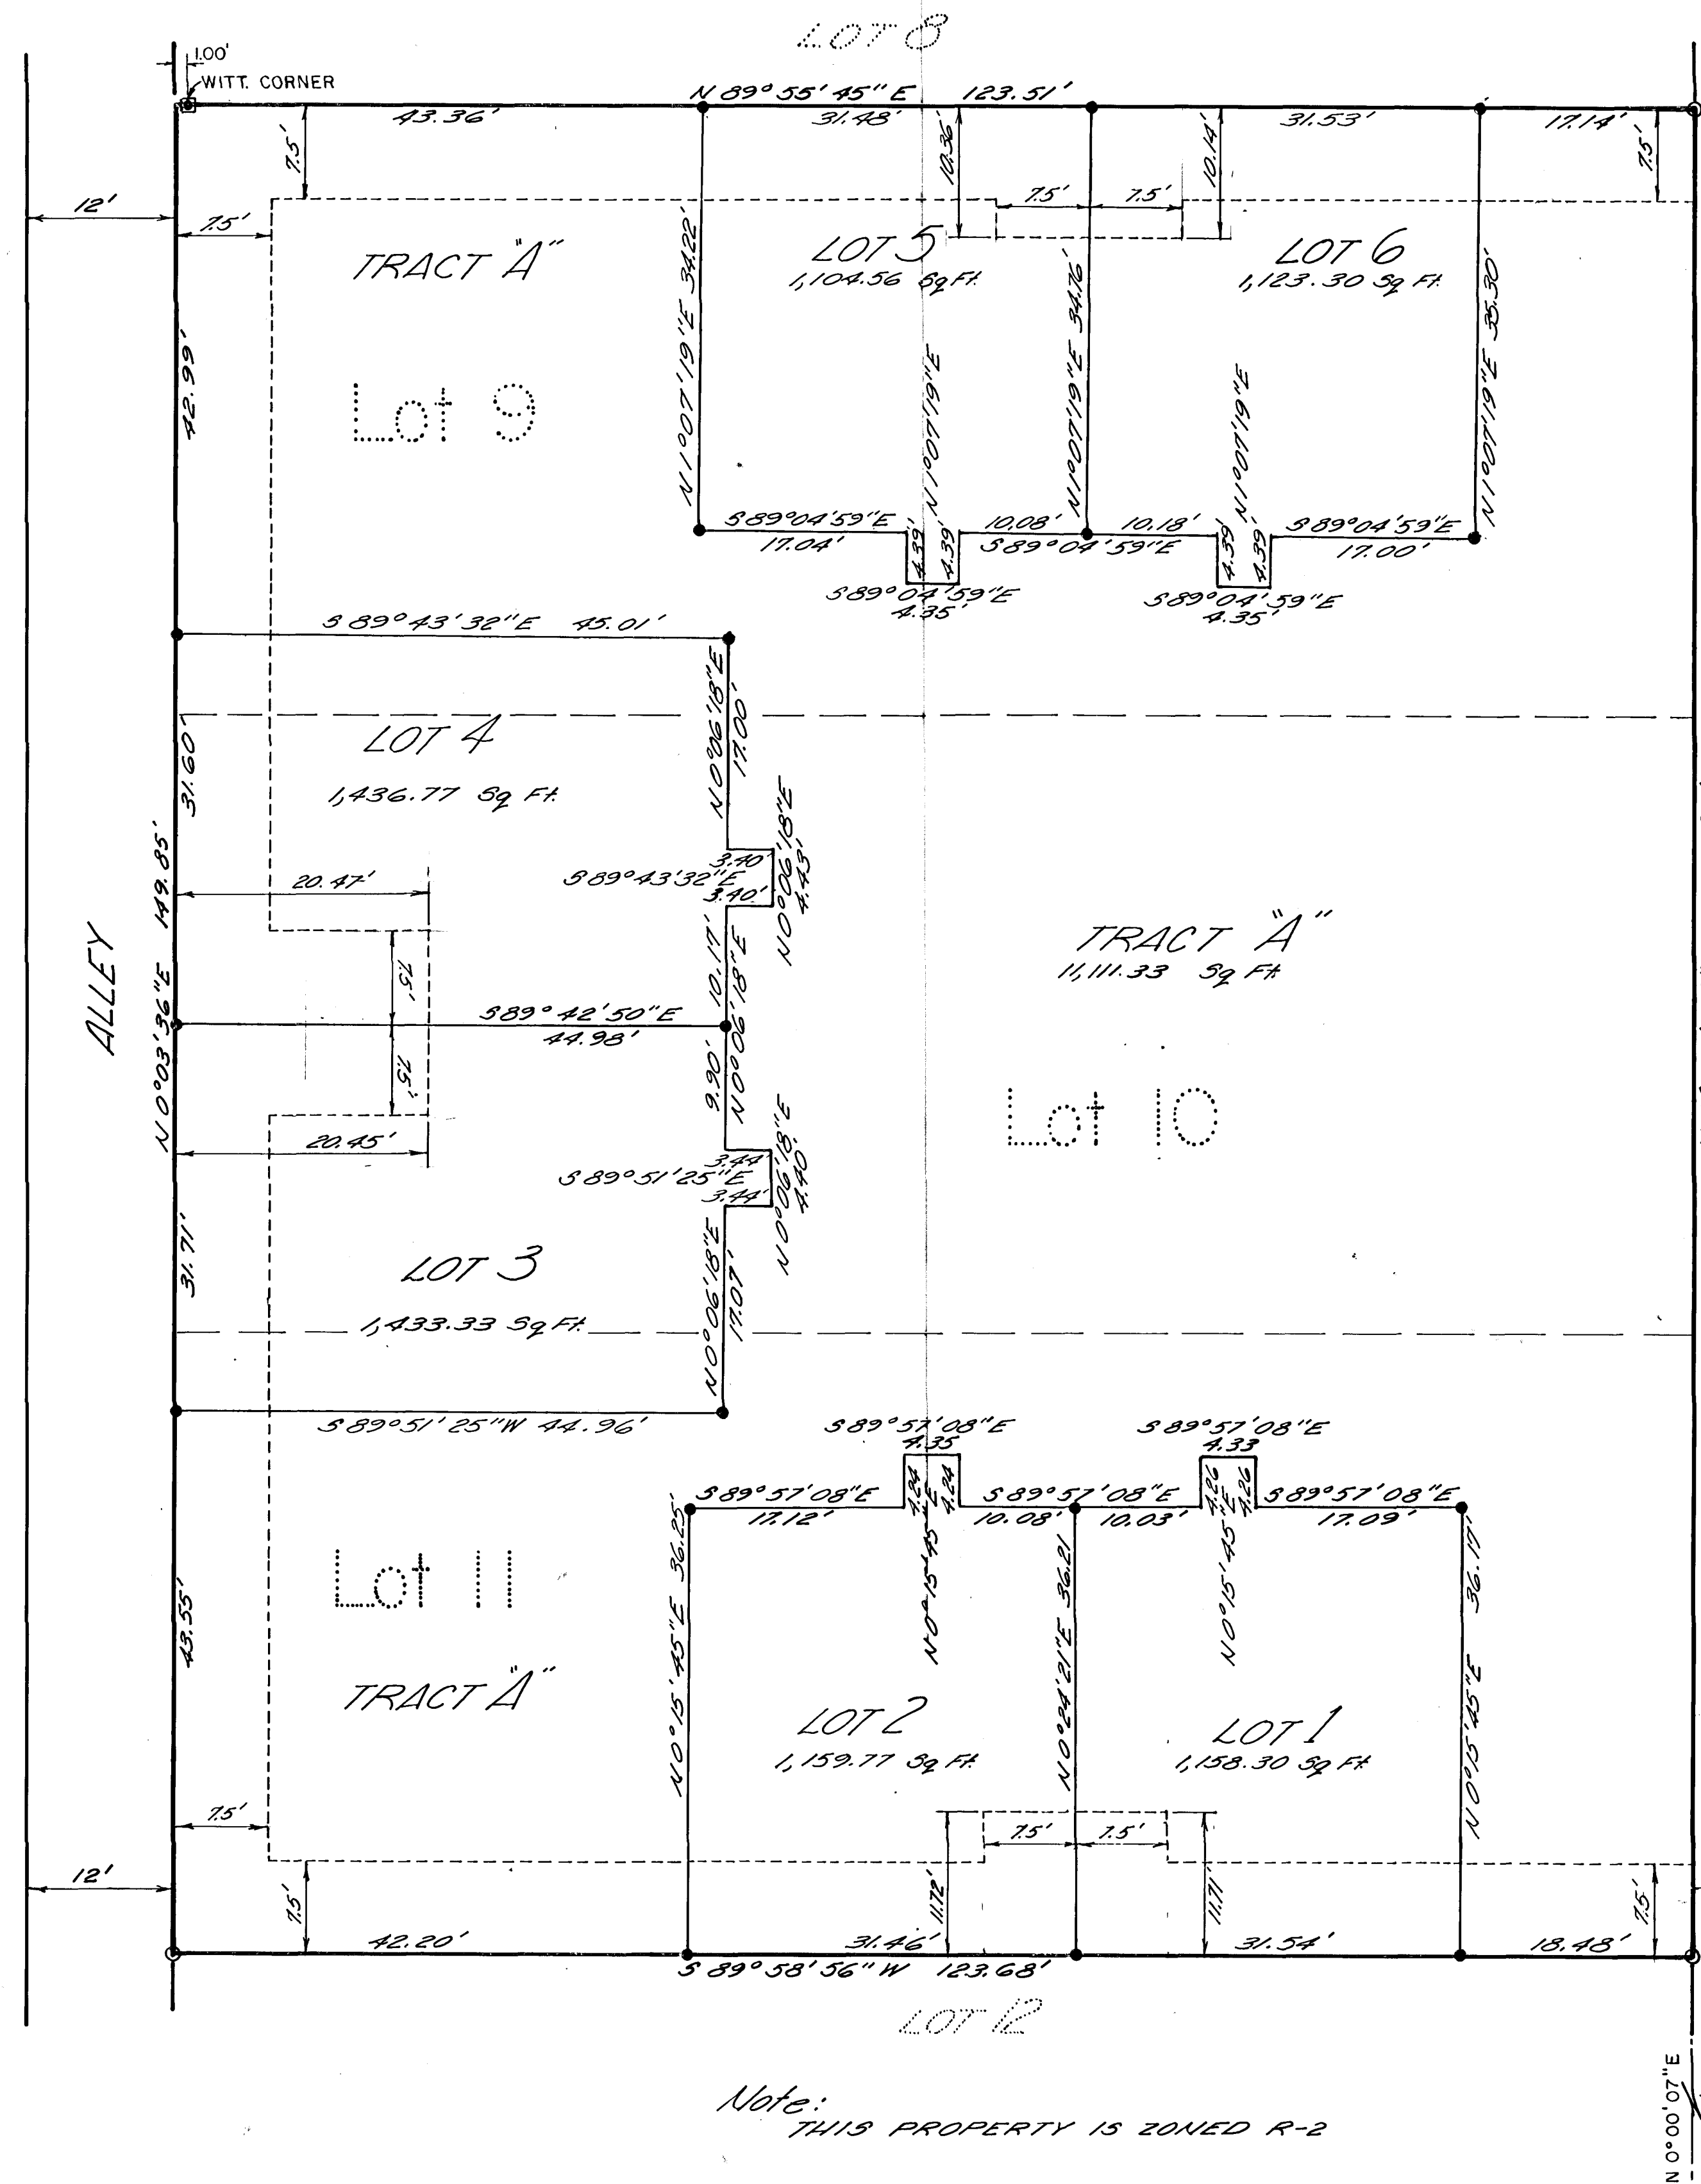 LOT 8
1.00'
WITT. CORNER
N 89° 55' 45" E 123.51'
43.36'
31.48'
31.53'
17.14'
7.5'
10.36'
10.14'
7.5'
12'
7.5'
7.5'
7.5'
TRACT "A"
LOT 5
1,104.56 Sq Ft.
LOT 6
1,123.30 Sq Ft.
42.99'
N 1°07'19"E 34.22'
N 1°07'19"E
N 1°07'19"E 34.76'
N 1°07'19"E
N 1°07'19"E 35.30'
Lot 9
S 89°04'59"E
17.04'
4.39'
4.39'
10.08'
S 89°04'59"E
10.18'
4.39'
4.39'
S 89°04'59"E
17.00'
S 89°04'59"E
4.35'
S 89°04'59"E
4.35'
S 89°43'32"E 45.01'
N 0°06'18"E
17.00'
LOT 4
1,436.77 Sq Ft.
31.60'
3.40'
S 89°43'32"E
3.40'
N 0°06'18"E
4.43'
20.47'
7.5'
10.17'
N 0°06'18"E
TRACT "A"
11,111.33 Sq Ft
ALLEY
N 0°03'36"E 149.85'
S 89°42'50"E
44.98'
7.5'
9.90'
Lot 10
20.45'
3.44'
S 89°51'25"E
3.44'
N 0°06'18"E
4.40'
31.71'
LOT 3
1,433.33 Sq Ft.
N 0°06'18"E
17.07'
S 89°51'25"W 44.96'
S 89°57'08"E
4.35
S 89°57'08"E
4.33
S 89°57'08"E
17.12'
4.24
4.24
S 89°57'08"E
10.08'
10.03'
4.26
4.26
S 89°57'08"E
17.09'
N 0°15'45"E 36.25'
N 0°15'45"E
N 0°24'21"E 36.21
N 0°15'45"E
N 0°15'45"E 36.17'
Lot 11
43.55'
TRACT "A"
LOT 2
1,159.77 Sq Ft.
LOT 1
1,158.30 Sq Ft
7.5'
7.5'
7.5'
12'
7.5'
11.72'
11.71'
7.5'
42.20'
31.46'
31.54'
18.48'
S 89°58'56"W 123.68'
LOT 12
Note:
THIS PROPERTY IS ZONED R-2
N 0°00'07"E